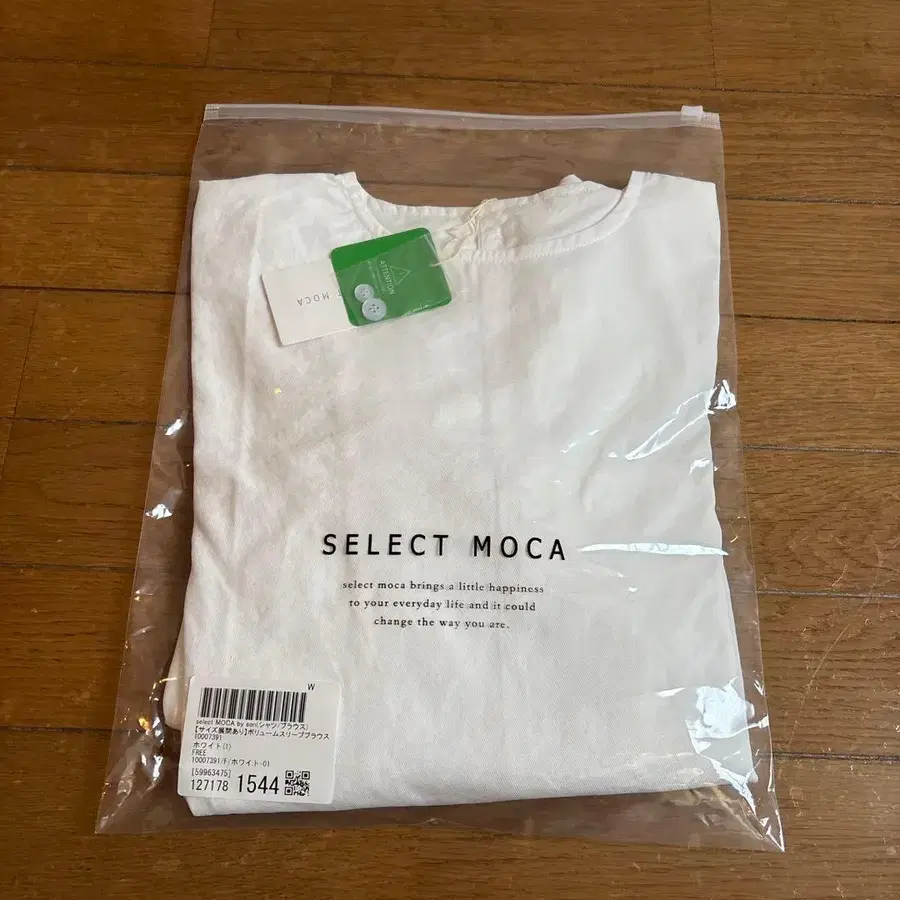 ATTENTION
MOCA
SELECT MOCA
select moca brings a little happiness
to your everyday life and it could
change the way you are.
W
select MOCA by son(シャツ/ブラウス)
【サイズ展開あり】ボリュームスリーブブラウス
10007391
ホワイト(1)
FREE
10007391/F/ホワイト-01
[59963475]
127178 1544